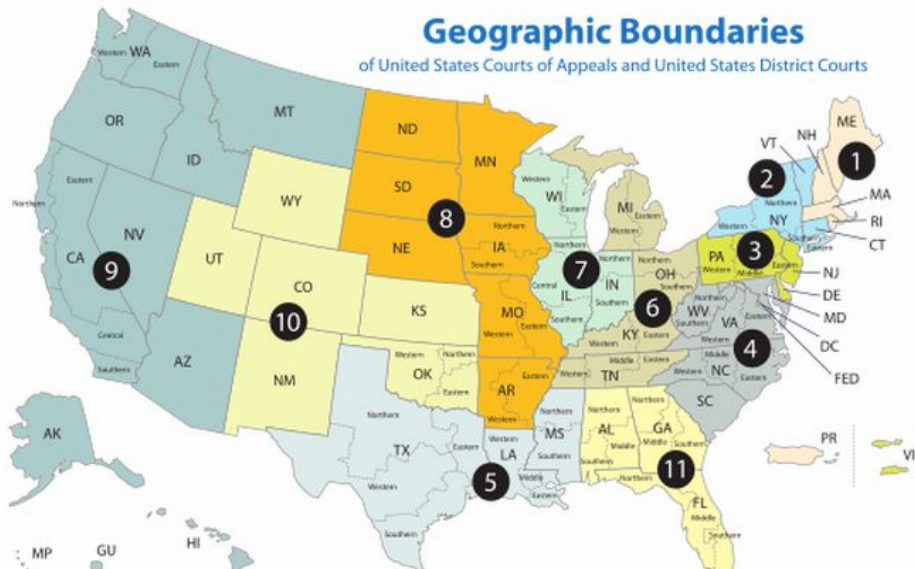 Geographic Boundaries
of United States Courts of Appeals and United States District Courts
WA
Western
Eastern
MT
ND
MN
OR
ID
SD
WY
NE
8
Northern
IA
Southern
Western
WI
Eastern
MI
Eastern
Western
VT
NH
ME
1
2
Northern
NY
Western
Southern
Eastern
MA
RI
CT
Eastern
Northern
NV
CA
9
Central
Southern
UT
CO
10
KS
MO
Western
Eastern
Northern
7
Central
IL
Southern
Northern
IN
Southern
Northern
OH
Southern
6
KY
Western
Eastern
PA
3
Western
Middle
Eastern
NJ
DE
MD
DC
FED
Northern
WV
Southern
VA
Eastern
Western
4
AZ
NM
Western
Northern
OK
Eastern
Eastern
AR
Western
Middle
Eastern
Western
TN
Middle
Western
NC
Eastern
SC
AK
Northern
TX
Eastern
Western
Southern
Western
LA
Middle
Eastern
5
Northern
MS
Southern
Northern
AL
Middle
Southern
Northern
GA
Middle
Southern
11
Northern
FL
Middle
Southern
PR
VI
MP
GU
HI